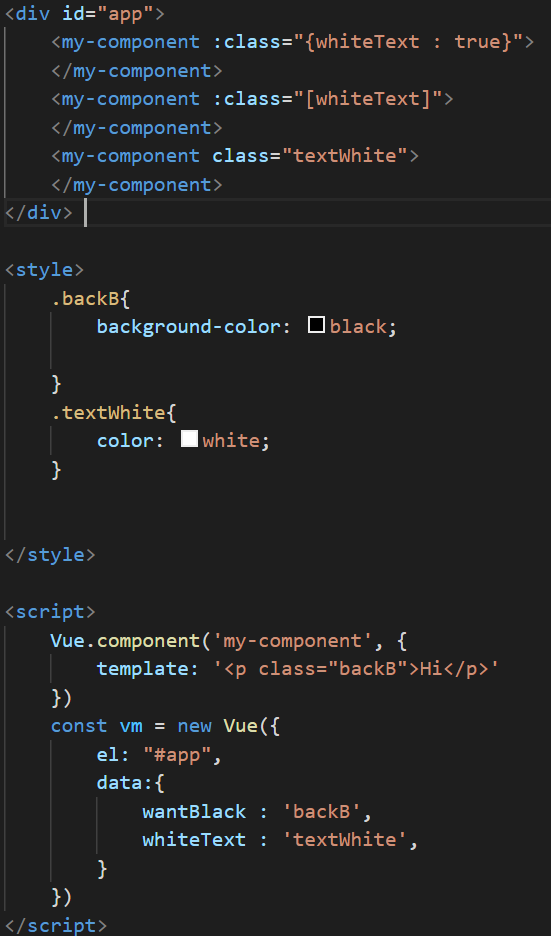 <div id="app">
    <my-component :class="{whiteText : true}">
    </my-component>
    <my-component :class="[whiteText]">
    </my-component>
    <my-component class="textWhite">
    </my-component>
</div>
<style>
    .backB{
        background-color: black;
    }
    .textWhite{
        color: white;
    }
</style>
<script>
    Vue.component('my-component', {
        template: '<p class="backB">Hi</p>'
    })
    const vm = new Vue({
        el: "#app",
        data:{
            wantBlack : 'backB',
            whiteText : 'textWhite',
        }
    })
</script>